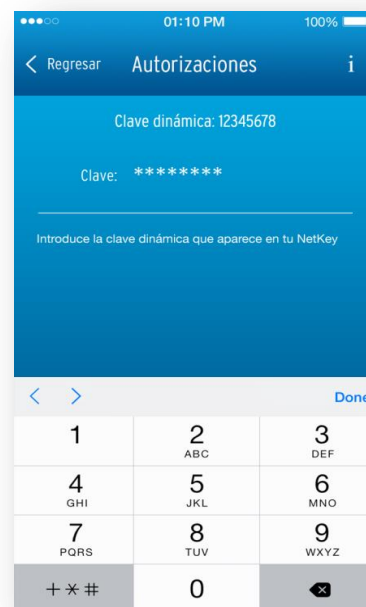 01:10 PM 100%
Regresar Autorizaciones i
Clave dinámica: 12345678
Clave: ********
Introduce la clave dinámica que aparece en tu NetKey
Done
1 2 3
ABC DEF
4 5 6
GHI JKL MNO
7 8 9
PQRS TUV WXYZ
+*# 0